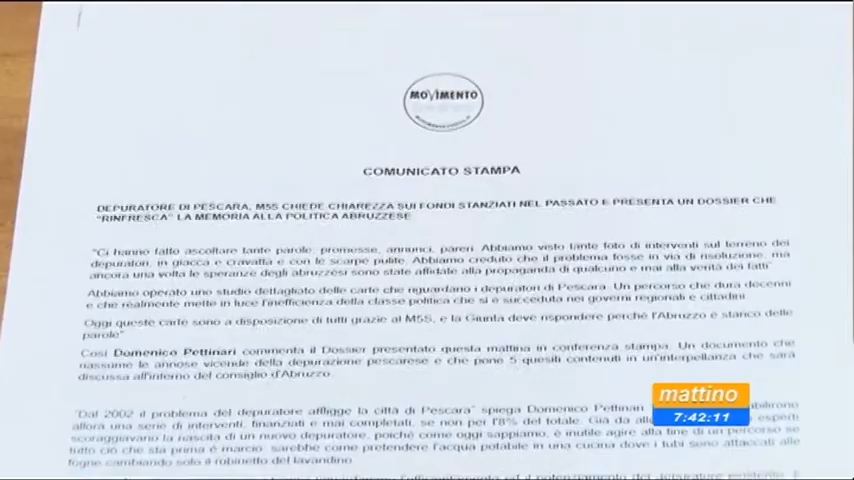 MOVIMENTO
COMUNICATO STAMPA
DEPURATORE DI PESCARA, M5S CHIEDE CHIAREZZA SUI FONDI STANZIATI NEL PASSATO E PRESENTA UN DOSSIER CHE
"RINFRESCA" LA MEMORIA ALLA POLITICA ABRUZZESE
"Ci hanno fatto ascoltare tante parole, promesse, annunci, pareri. Abbiamo visto tante foto di interventi sul terreno dei
depuratori, in giacca e cravatta e con le scarpe pulite. Abbiamo creduto che il problema fosse in via di risoluzione, ma
ancora una volta le speranze degli abruzzesi sono state affidate alla propaganda di qualcuno e mai alla verità dei fatti"
Abbiamo operato uno studio dettagliato delle carte che riguardano i depuratori di Pescara. Un percorso che dura decenni
e che realmente mette in luce l'inefficienza della classe politica che si è succeduta nei governi regionali e cittadini.
Oggi queste carte sono a disposizione di tutti grazie al M5S, e la Giunta deve rispondere perché l'Abruzzo è stanco delle
parole"
Così Domenico Pettinari commenta il Dossier presentato questa mattina in conferenza stampa. Un documento che
riassume le annose vicende della depurazione pescarese e che pone 5 quesiti contenuti in un'interpellanza che sarà
discussa all'interno del consiglio d'Abruzzo.
"Dal 2002 il problema del depuratore affligge la città di Pescara" spiega Domenico Pettinari
allora una serie di interventi, finanziati e mai completati, se non per l'8% del totale. Già da esperti
scoraggiavano la nascita di un nuovo depuratore, poiché come oggi sappiamo, è inutile agire alla fine di un percorso se
tutto ciò che sta prima è marcio, sarebbe come pretendere l'acqua potabile in una cucina dove i tubi sono attaccati alle
fogne cambiando solo il rubinetto del lavandino.
l'efficientamento ed il potenziamento del depuratore esistente.
mattino
7:42:11